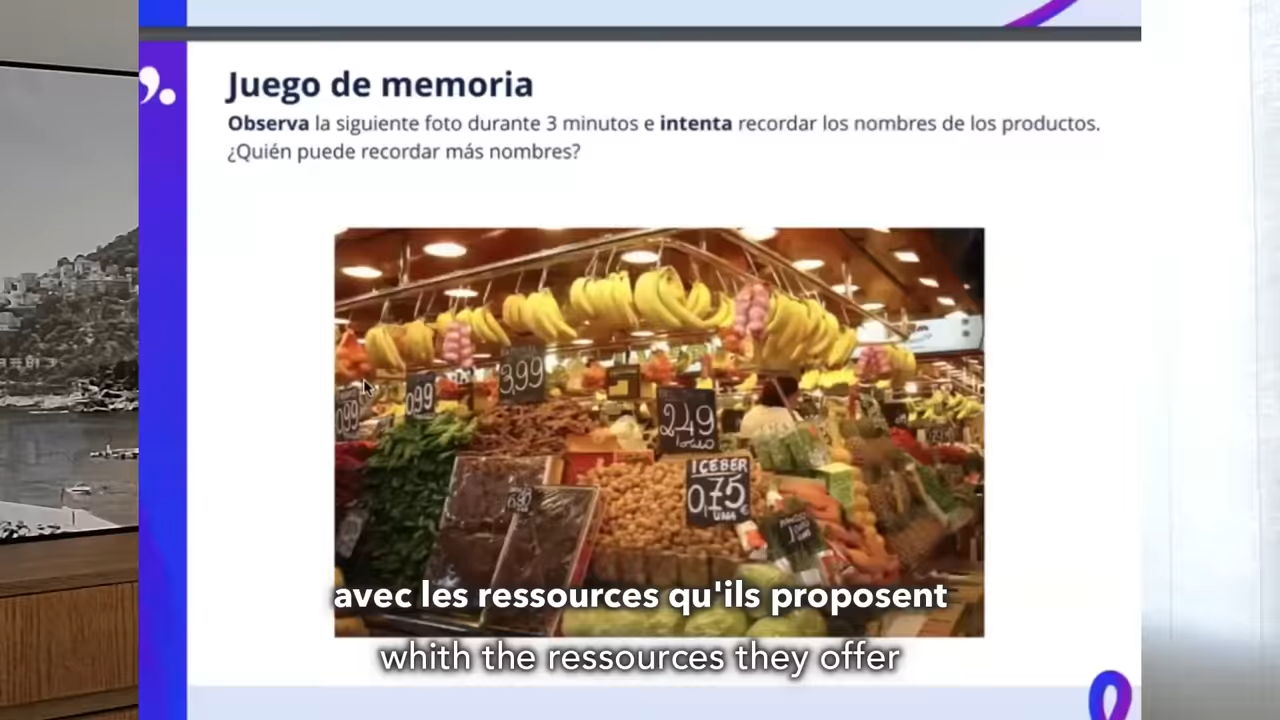 Juego de memoria
Observa la siguiente foto durante 3 minutos e intenta recordar los nombres de los productos.
¿Quién puede recordar más nombres?
3,99
0,99
0,99
2,49
ICEBER
0,75
avec les ressources qu'ils proposent
whith the ressources they offer